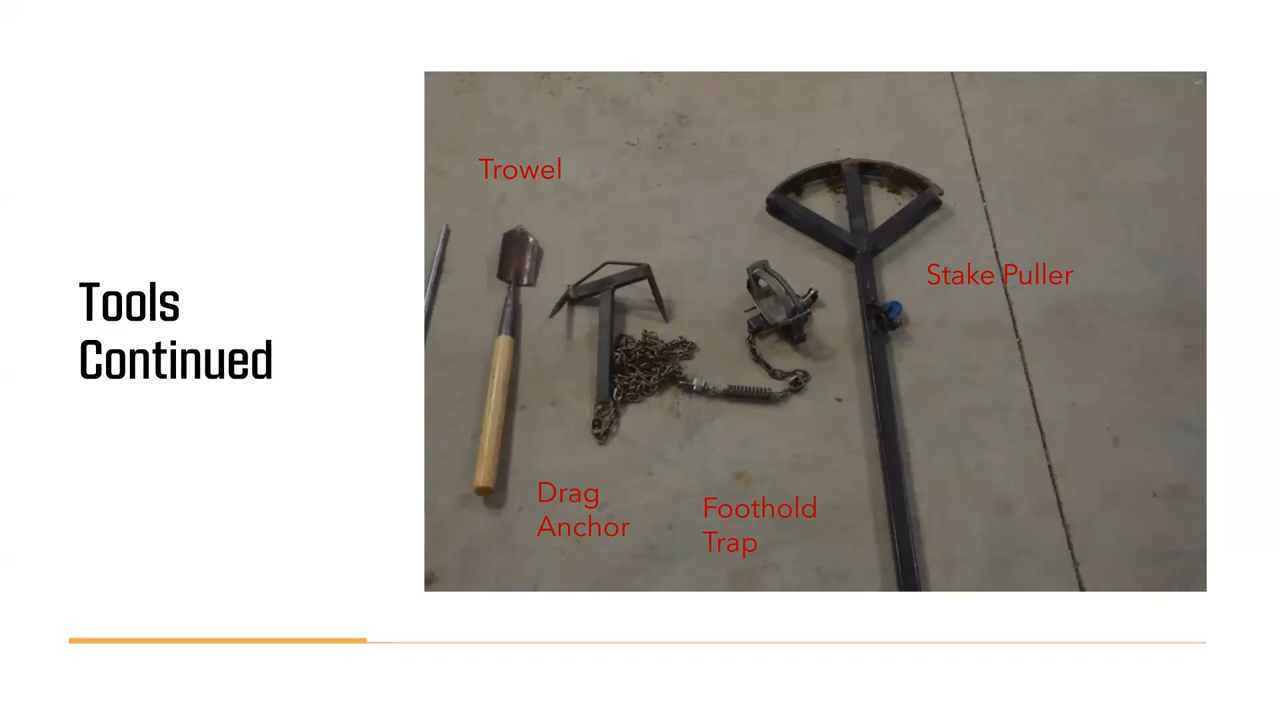 Tools
Continued
Trowel
Stake Puller
Drag
Anchor
Foothold
Trap